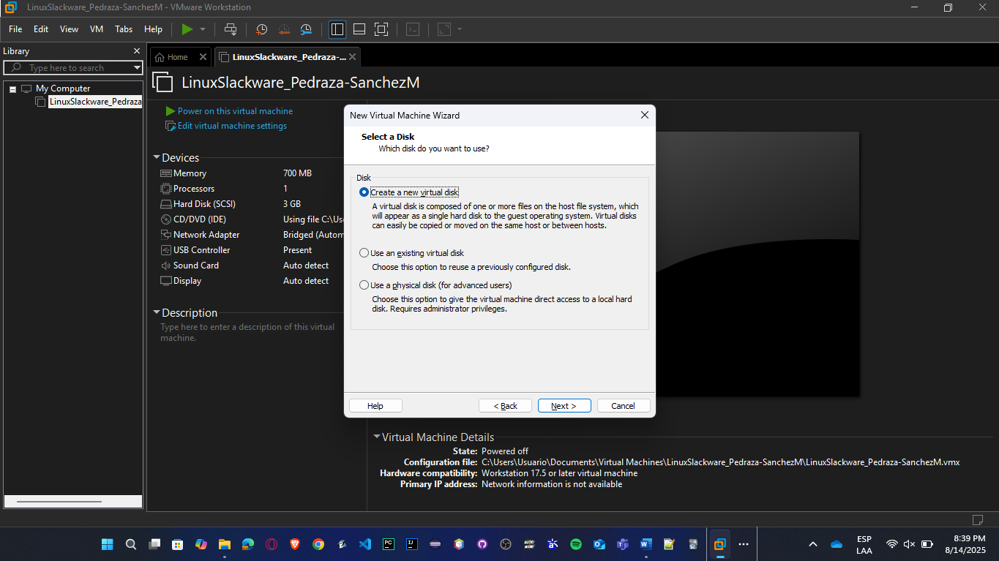 LinuxSlackware_Pedraza-SanchezM - VMware Workstation
File Edit View VM Tabs Help
Library
Type here to search
My Computer
LinuxSlackware_Pedraza
Home
LinuxSlackware_Pedraza-...
LinuxSlackware_Pedraza-SanchezM
Power on this virtual machine
Edit virtual machine settings
Devices
Memory 700 MB
Processors 1
Hard Disk (SCSI) 3 GB
CD/DVD (IDE) Using file C:\Use
Network Adapter Bridged (Autom
USB Controller Present
Sound Card Auto detect
Display Auto detect
Description
Type here to enter a description of this virtual
machine.
New Virtual Machine Wizard
Select a Disk
Which disk do you want to use?
Disk
Create a new virtual disk
A virtual disk is composed of one or more files on the host file system, which
will appear as a single hard disk to the guest operating system. Virtual disks
can easily be copied or moved on the same host or between hosts.
Use an existing virtual disk
Choose this option to reuse a previously configured disk.
Use a physical disk (for advanced users)
Choose this option to give the virtual machine direct access to a local hard
disk. Requires administrator privileges.
Help < Back Next > Cancel
Virtual Machine Details
State: Powered off
Configuration file: C:\Users\Usuario\Documents\Virtual Machines\LinuxSlackware_Pedraza-SanchezM\LinuxSlackware_Pedraza-SanchezM.vmx
Hardware compatibility: Workstation 17.5 or later virtual machine
Primary IP address: Network information is not available
PC
IJ
ESP
LAA
8:39 PM
8/14/2025